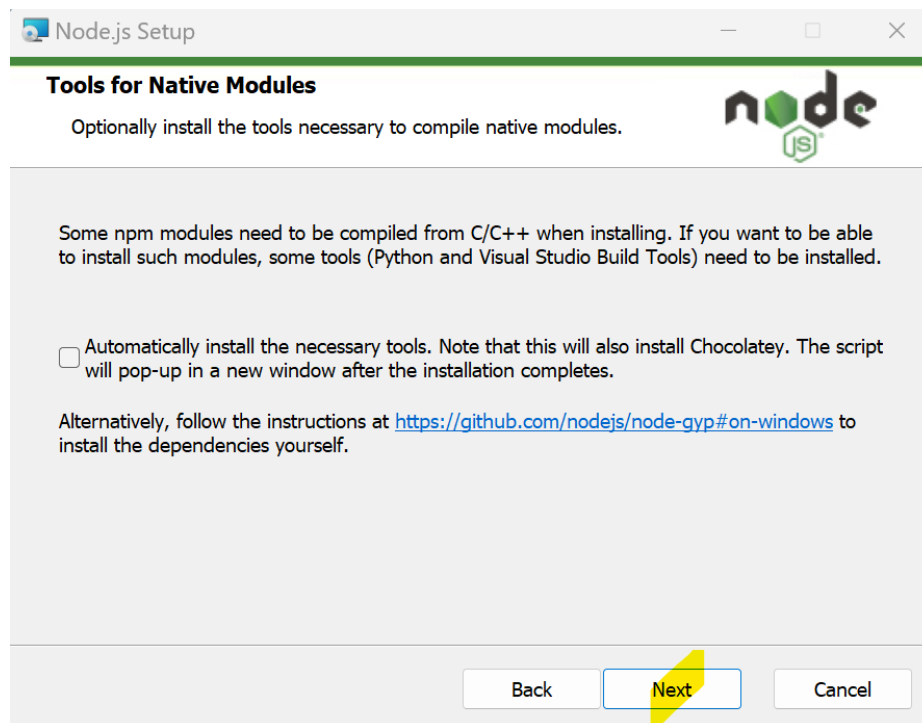 Node.js Setup
Tools for Native Modules
Optionally install the tools necessary to compile native modules.
node
JS
Some npm modules need to be compiled from C/C++ when installing. If you want to be able
to install such modules, some tools (Python and Visual Studio Build Tools) need to be installed.
Automatically install the necessary tools. Note that this will also install Chocolatey. The script
will pop-up in a new window after the installation completes.
Alternatively, follow the instructions at https://github.com/nodejs/node-gyp#on-windows to
install the dependencies yourself.
Back Next Cancel